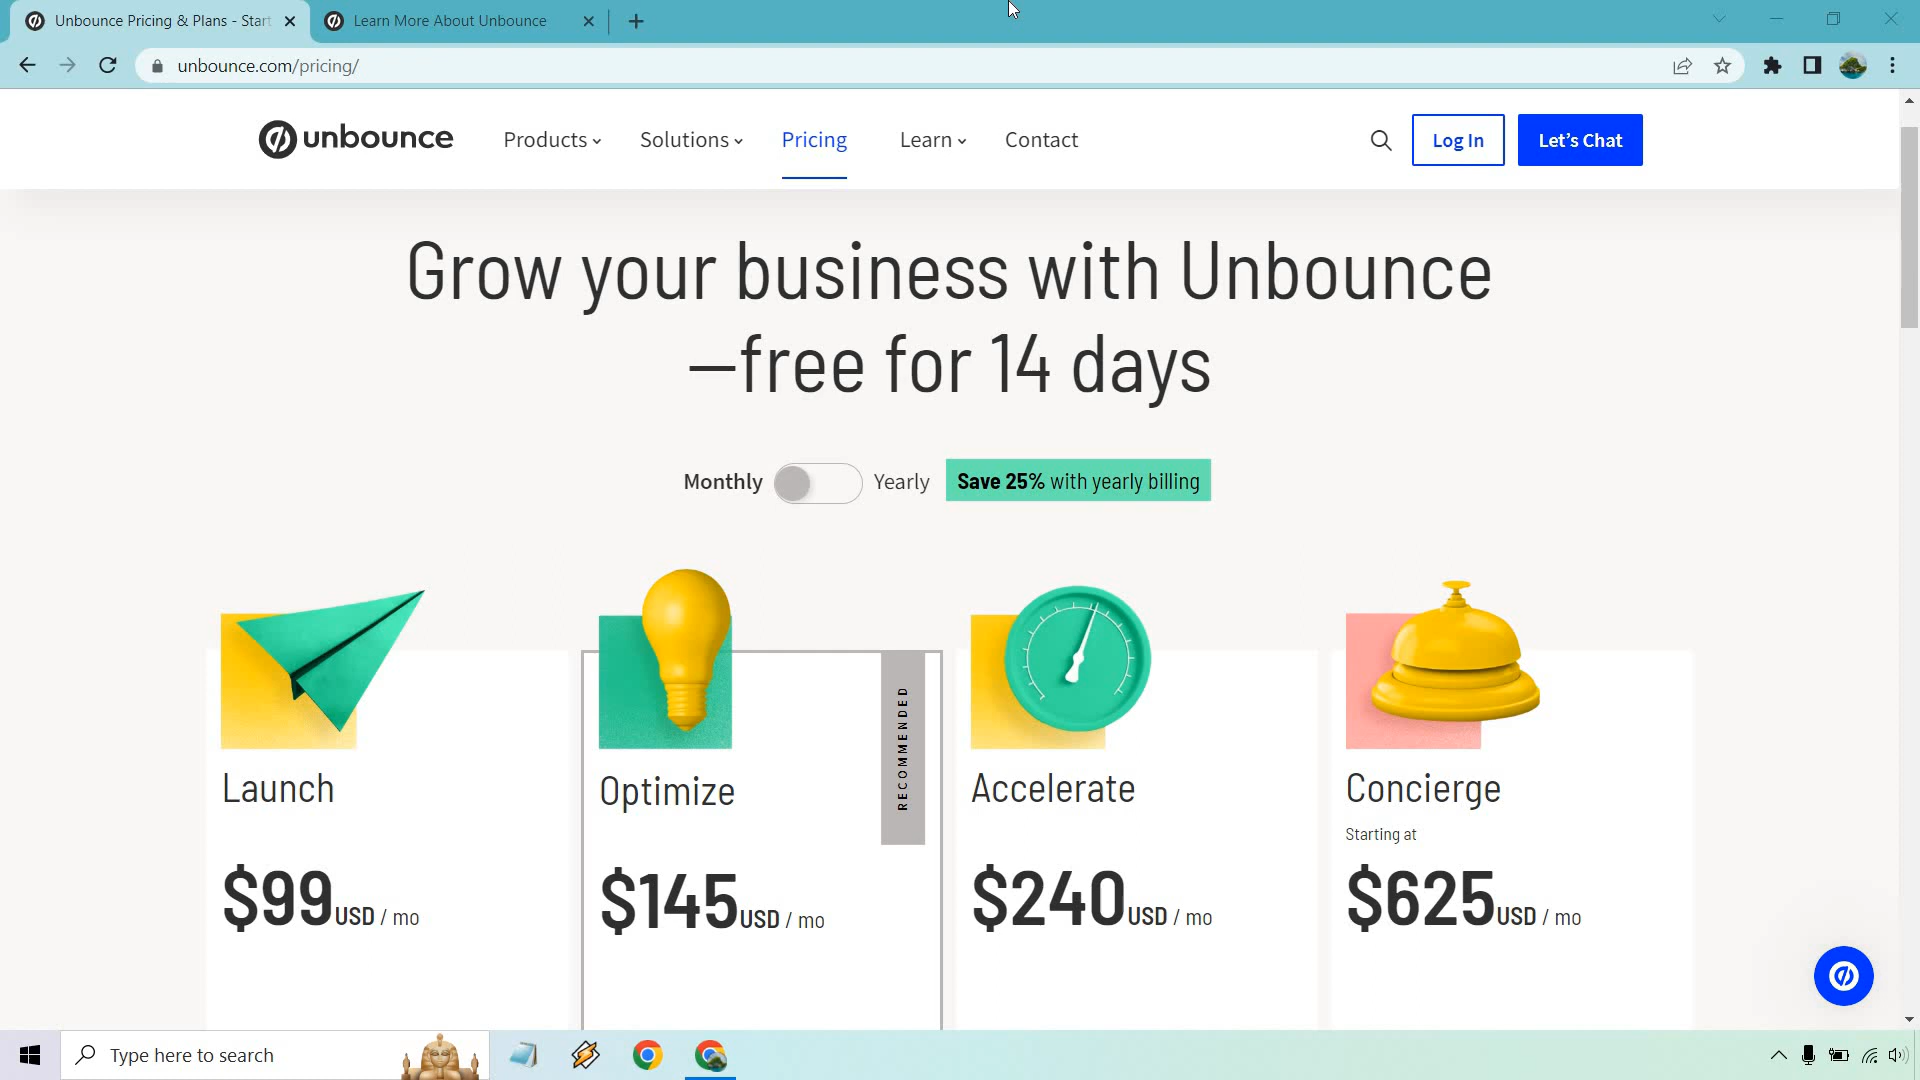 Unbounce Pricing & Plans - Start
Learn More About Unbounce
unbounce.com/pricing/
unbounce
Products
Solutions
Pricing
Learn
Contact
Log In
Let's Chat
Grow your business with Unbounce
—free for 14 days
Monthly
Yearly
Save 25% with yearly billing
RECOMMENDED
Launch
Optimize
Accelerate
Concierge
Starting at
$99USD / mo
$145USD / mo
$240USD / mo
$625USD / mo
Type here to search